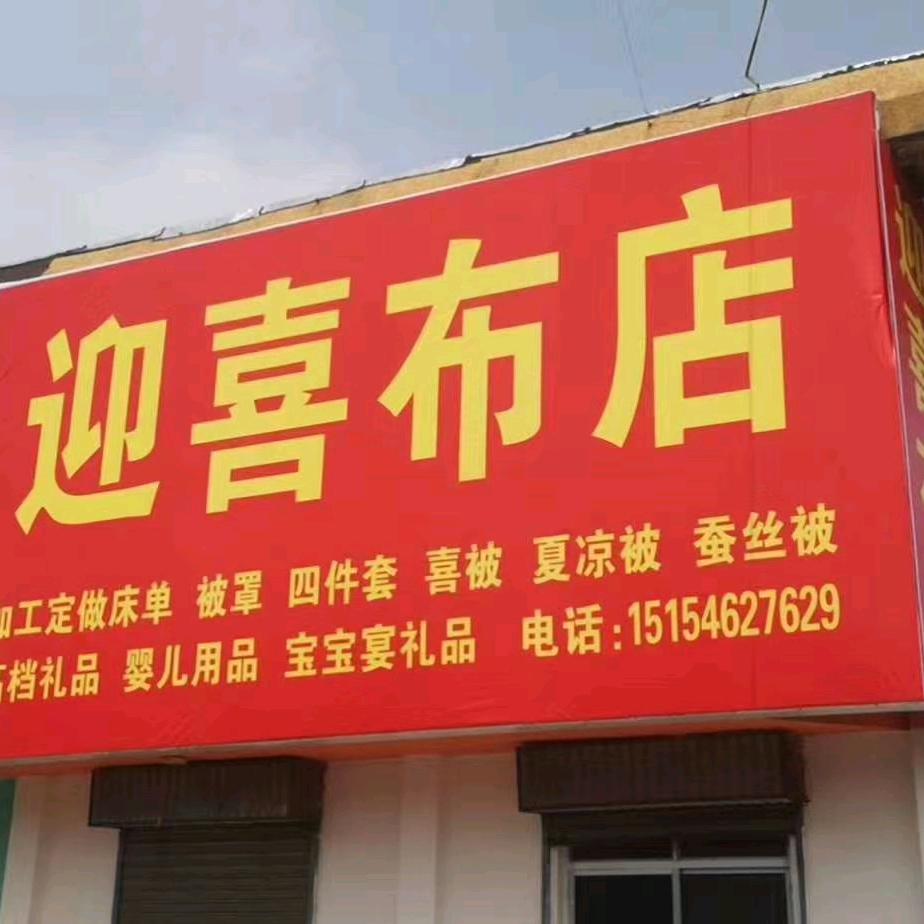 迎喜布店
加工定做床单 被罩 四件套 喜被 夏凉被 蚕丝被
高档礼品 婴儿用品 宝宝宴礼品 电话:15154627629